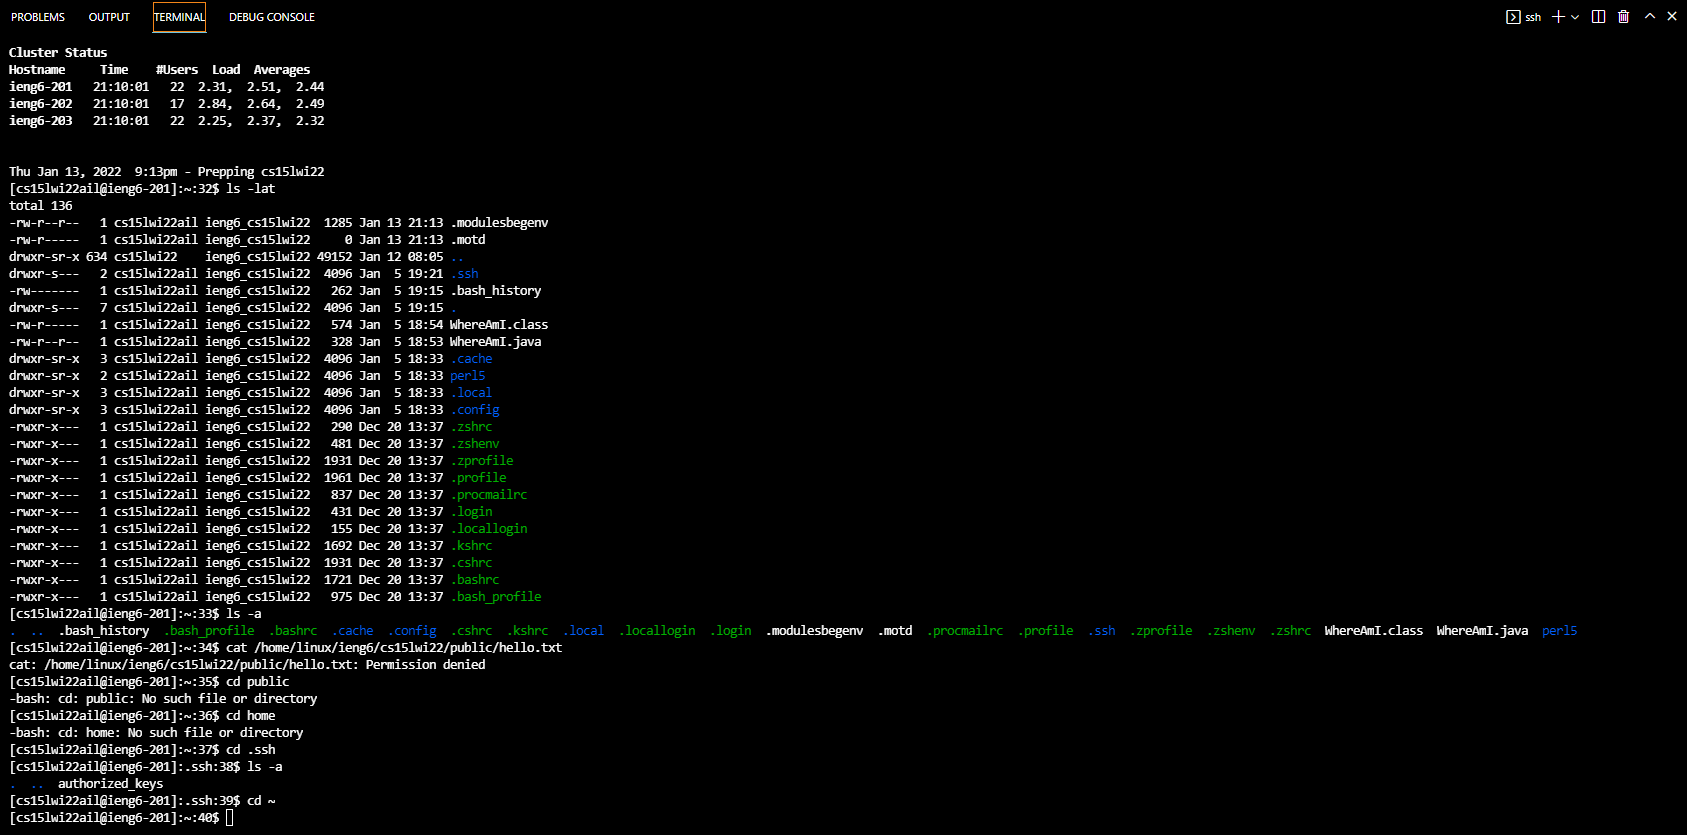 PROBLEMS OUTPUT TERMINAL DEBUG CONSOLE ssh
Cluster Status
Hostname     Time    #Users  Load  Averages
ieng6-201   21:10:01   22  2.31,  2.51,  2.44
ieng6-202   21:10:01   17  2.84,  2.64,  2.49
ieng6-203   21:10:01   22  2.25,  2.37,  2.32
Thu Jan 13, 2022  9:13pm - Prepping cs15lwi22
[cs15lwi22ail@ieng6-201]:~:32$ ls -lat
total 136
-rw-r--r--   1 cs15lwi22ail ieng6_cs15lwi22  1285 Jan 13 21:13 .modulesbegenv
-rw-r-----   1 cs15lwi22ail ieng6_cs15lwi22     0 Jan 13 21:13 .motd
drwxr-sr-x 634 cs15lwi22    ieng6_cs15lwi22 49152 Jan 12 08:05 ..
drwxr-s---   2 cs15lwi22ail ieng6_cs15lwi22  4096 Jan  5 19:21 .ssh
-rw-------   1 cs15lwi22ail ieng6_cs15lwi22   262 Jan  5 19:15 .bash_history
drwxr-s---   7 cs15lwi22ail ieng6_cs15lwi22  4096 Jan  5 19:15 .
-rw-r-----   1 cs15lwi22ail ieng6_cs15lwi22   574 Jan  5 18:54 WhereAmI.class
-rw-r--r--   1 cs15lwi22ail ieng6_cs15lwi22   328 Jan  5 18:53 WhereAmI.java
drwxr-sr-x   3 cs15lwi22ail ieng6_cs15lwi22  4096 Jan  5 18:33 .cache
drwxr-sr-x   2 cs15lwi22ail ieng6_cs15lwi22  4096 Jan  5 18:33 perl5
drwxr-sr-x   3 cs15lwi22ail ieng6_cs15lwi22  4096 Jan  5 18:33 .local
drwxr-sr-x   3 cs15lwi22ail ieng6_cs15lwi22  4096 Jan  5 18:33 .config
-rwxr-x---   1 cs15lwi22ail ieng6_cs15lwi22   290 Dec 20 13:37 .zshrc
-rwxr-x---   1 cs15lwi22ail ieng6_cs15lwi22   481 Dec 20 13:37 .zshenv
-rwxr-x---   1 cs15lwi22ail ieng6_cs15lwi22  1931 Dec 20 13:37 .zprofile
-rwxr-x---   1 cs15lwi22ail ieng6_cs15lwi22  1961 Dec 20 13:37 .profile
-rwxr-x---   1 cs15lwi22ail ieng6_cs15lwi22   837 Dec 20 13:37 .procmailrc
-rwxr-x---   1 cs15lwi22ail ieng6_cs15lwi22   431 Dec 20 13:37 .login
-rwxr-x---   1 cs15lwi22ail ieng6_cs15lwi22   155 Dec 20 13:37 .locallogin
-rwxr-x---   1 cs15lwi22ail ieng6_cs15lwi22  1692 Dec 20 13:37 .kshrc
-rwxr-x---   1 cs15lwi22ail ieng6_cs15lwi22  1931 Dec 20 13:37 .cshrc
-rwxr-x---   1 cs15lwi22ail ieng6_cs15lwi22  1721 Dec 20 13:37 .bashrc
-rwxr-x---   1 cs15lwi22ail ieng6_cs15lwi22   975 Dec 20 13:37 .bash_profile
[cs15lwi22ail@ieng6-201]:~:33$ ls -a
.  ..  .bash_history  .bash_profile  .bashrc  .cache  .config  .cshrc  .kshrc  .local  .locallogin  .login  .modulesbegenv  .motd  .procmailrc  .profile  .ssh  .zprofile  .zshenv  .zshrc  WhereAmI.class  WhereAmI.java  perl5
[cs15lwi22ail@ieng6-201]:~:34$ cat /home/linux/ieng6/cs15lwi22/public/hello.txt
cat: /home/linux/ieng6/cs15lwi22/public/hello.txt: Permission denied
[cs15lwi22ail@ieng6-201]:~:35$ cd public
-bash: cd: public: No such file or directory
[cs15lwi22ail@ieng6-201]:~:36$ cd home
-bash: cd: home: No such file or directory
[cs15lwi22ail@ieng6-201]:~:37$ cd .ssh
[cs15lwi22ail@ieng6-201]:.ssh:38$ ls -a
.  ..  authorized_keys
[cs15lwi22ail@ieng6-201]:.ssh:39$ cd ~
[cs15lwi22ail@ieng6-201]:~:40$